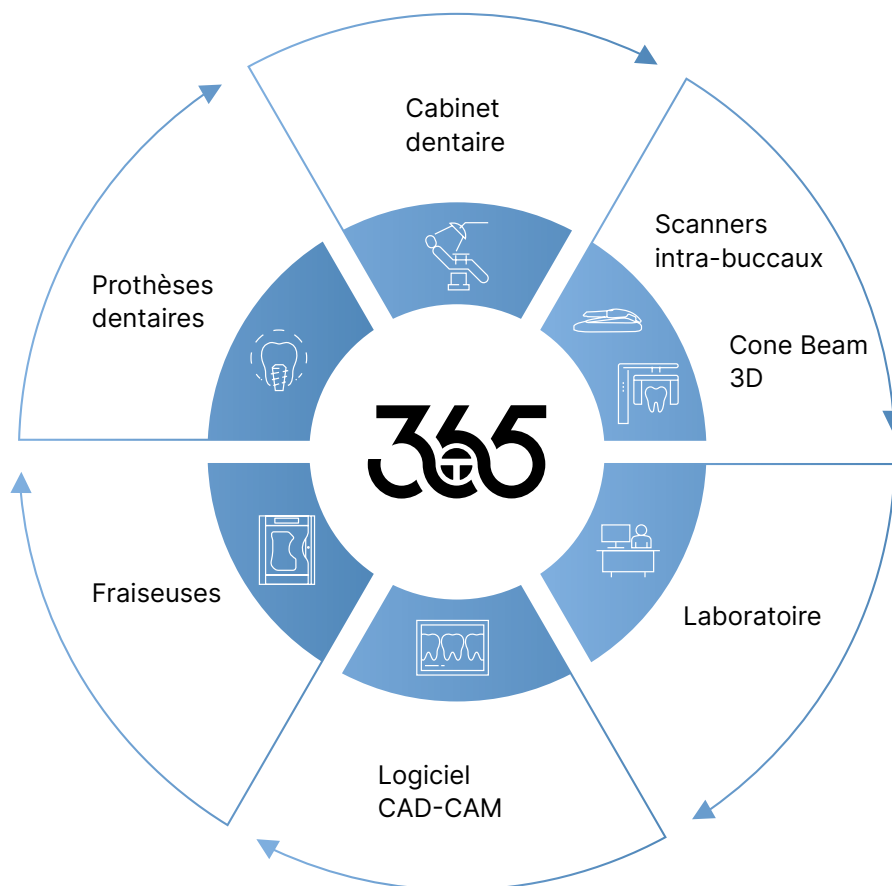 Cabinet
dentaire
Scanners
intra-buccaux
Cone Beam
3D
Laboratoire
Logiciel
CAD-CAM
Fraiseuses
Prothèses
dentaires
365